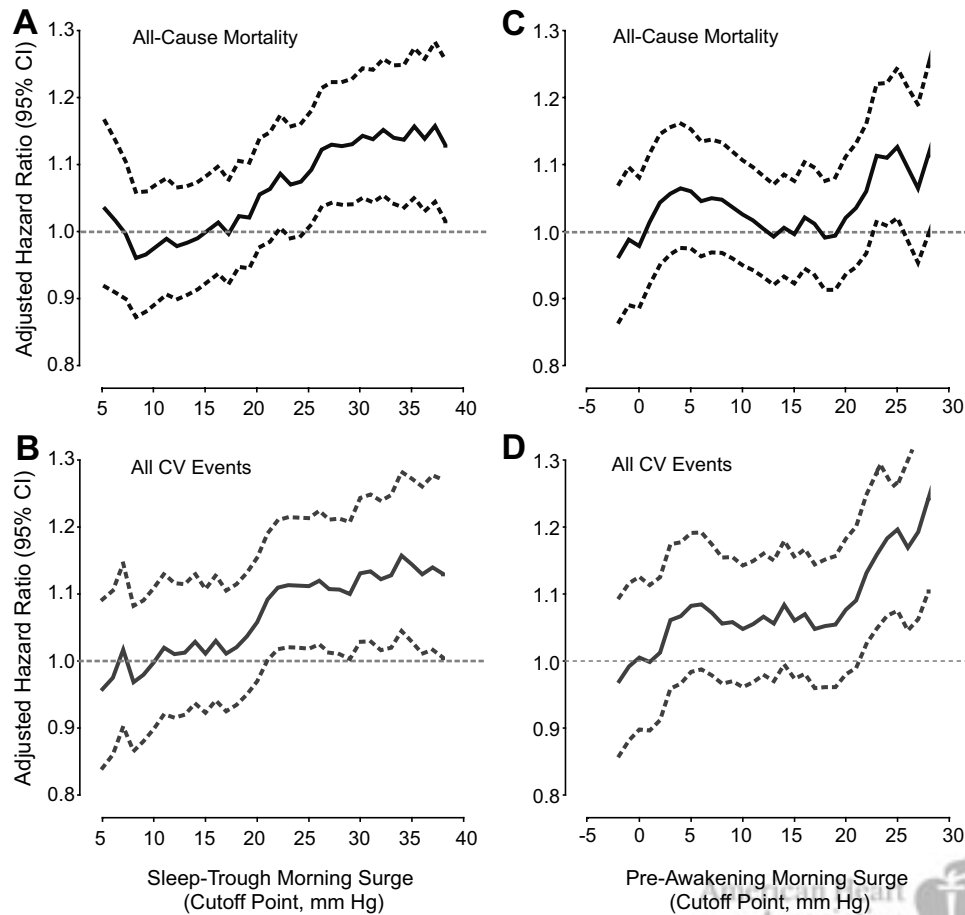 A
All-Cause Mortality
Adjusted Hazard Ratio (95% CI)
1.3
1.2
1.1
1.0
0.9
0.8
5 10 15 20 25 30 35 40
C
All-Cause Mortality
1.3
1.2
1.1
1.0
0.9
0.8
-5 0 5 10 15 20 25 30
B
All CV Events
Adjusted Hazard Ratio (95% CI)
1.3
1.2
1.1
1.0
0.9
0.8
5 10 15 20 25 30 35 40
Sleep-Trough Morning Surge
(Cutoff Point, mm Hg)
D
All CV Events
1.3
1.2
1.1
1.0
0.9
0.8
-5 0 5 10 15 20 25 30
Pre-Awakening Morning Surge
(Cutoff Point, mm Hg)
American Heart